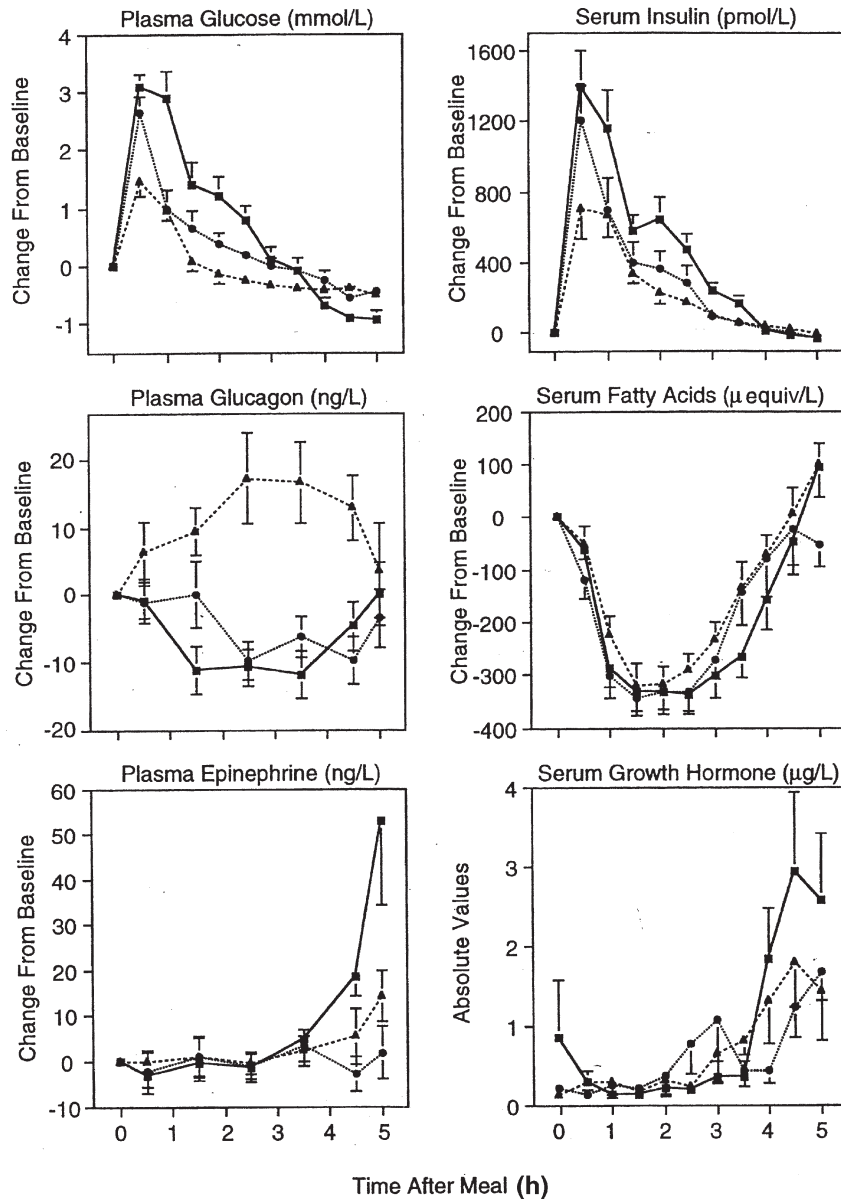 Plasma Glucose (mmol/L)
Change From Baseline
4
3
2
1
0
-1
Serum Insulin (pmol/L)
Change From Baseline
1600
1200
800
400
0
Plasma Glucagon (ng/L)
Change From Baseline
20
10
0
-10
-20
Serum Fatty Acids (μ equiv/L)
Change From Baseline
200
100
0
-100
-200
-300
-400
Plasma Epinephrine (ng/L)
Change From Baseline
60
50
40
30
20
10
0
-10
0 1 2 3 4 5
Serum Growth Hormone (μg/L)
Absolute Values
4
3
2
1
0
0 1 2 3 4 5
Time After Meal (h)